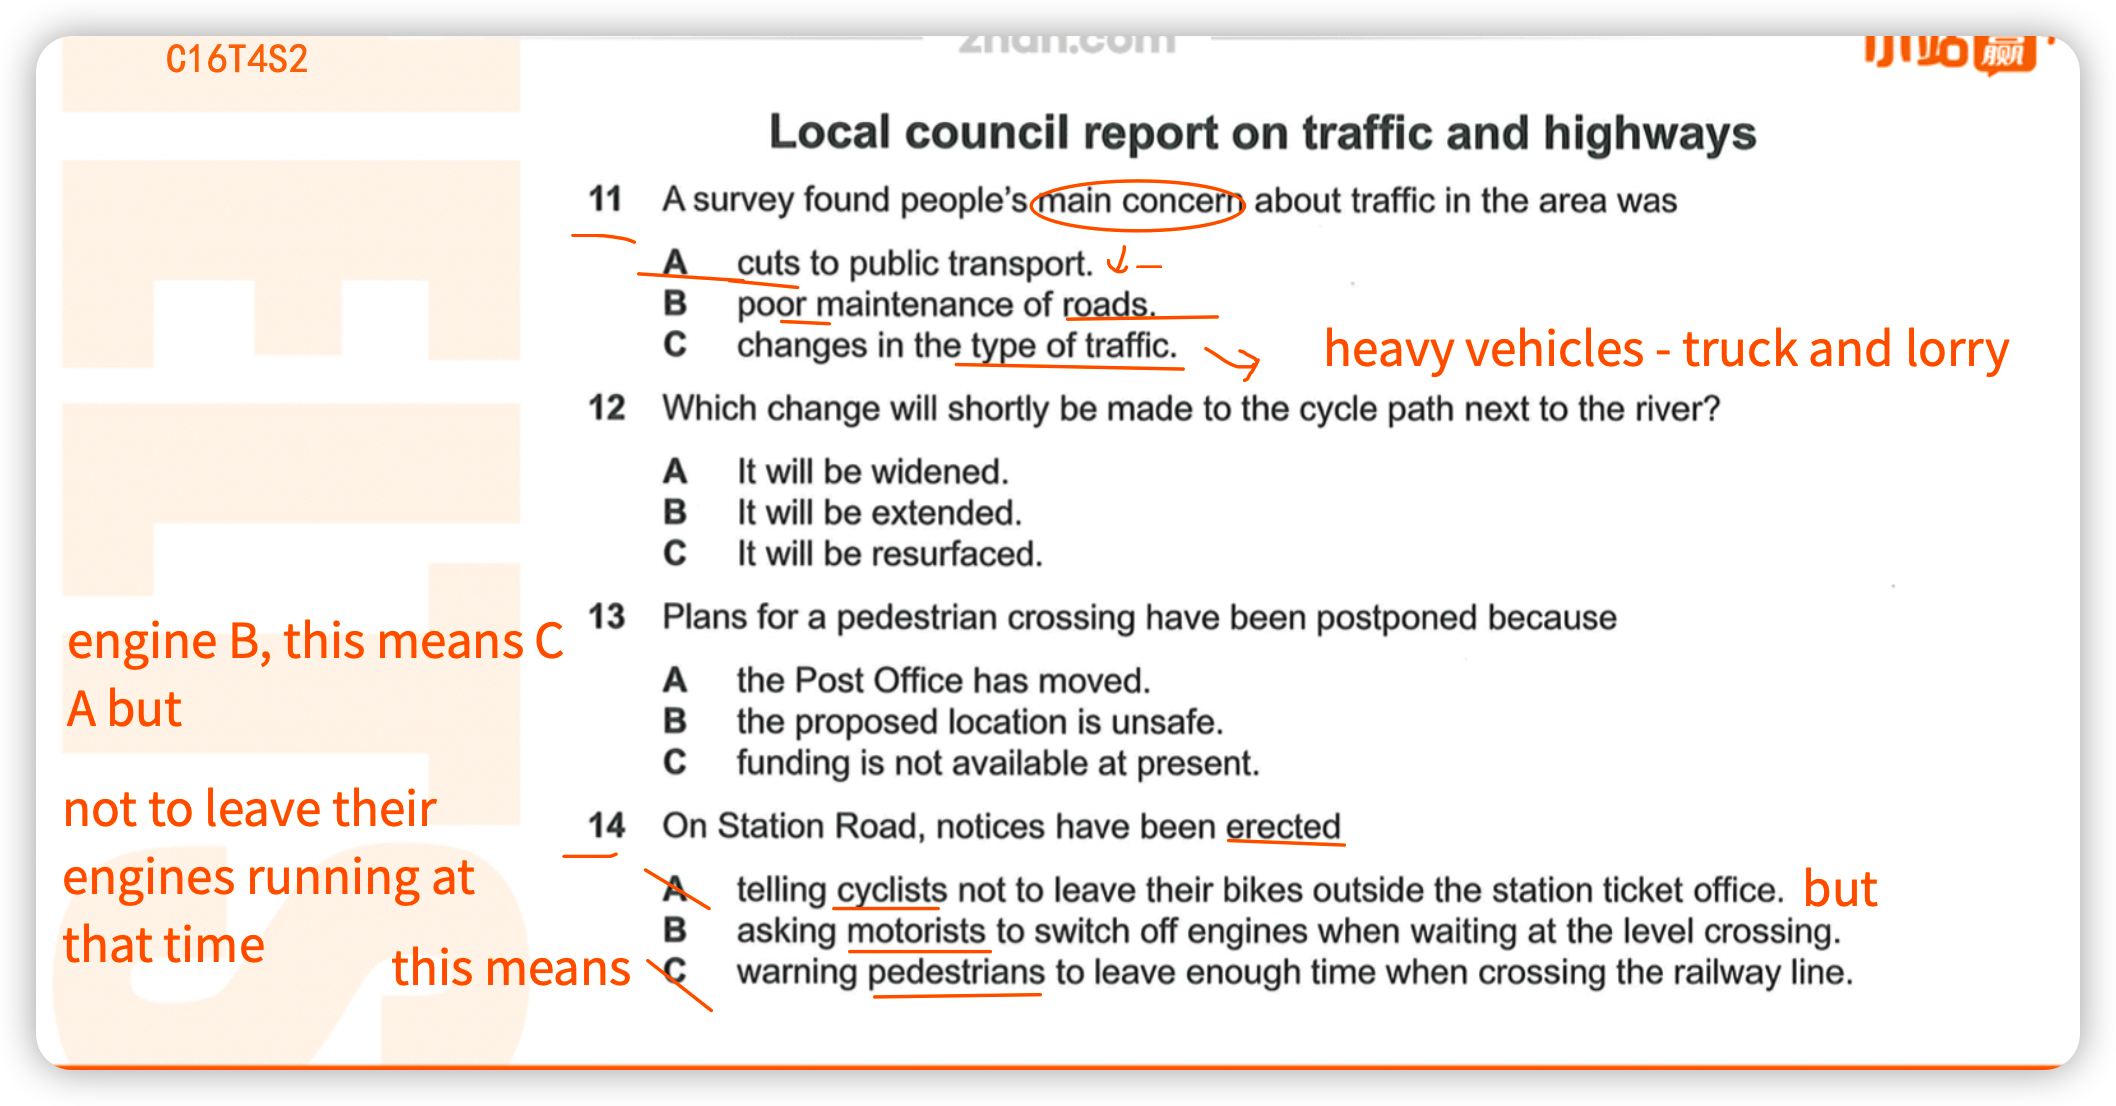 C16T4S2
zhan.com
小站赢
Local council report on traffic and highways
11 A survey found people's main concern about traffic in the area was
A cuts to public transport.
B poor maintenance of roads.
C changes in the type of traffic.
heavy vehicles - truck and lorry
12 Which change will shortly be made to the cycle path next to the river?
A It will be widened.
B It will be extended.
C It will be resurfaced.
13 Plans for a pedestrian crossing have been postponed because
A the Post Office has moved.
B the proposed location is unsafe.
C funding is not available at present.
engine B, this means C
A but
14 On Station Road, notices have been erected
A telling cyclists not to leave their bikes outside the station ticket office. but
B asking motorists to switch off engines when waiting at the level crossing.
this means C warning pedestrians to leave enough time when crossing the railway line.
not to leave their
engines running at
that time
IELTS